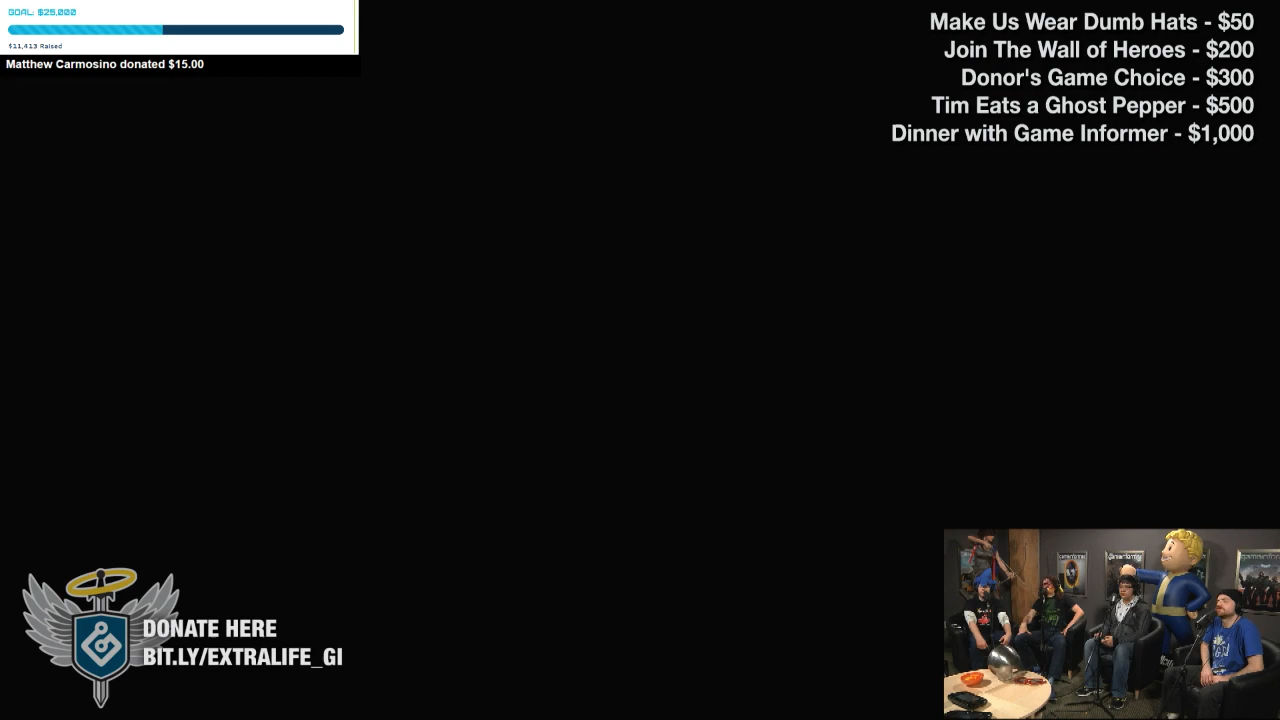 GOAL: $25,000
$11,413 Raised
Matthew Carmosino donated $15.00
Make Us Wear Dumb Hats - $50
Join The Wall of Heroes - $200
Donor's Game Choice - $300
Tim Eats a Ghost Pepper - $500
Dinner with Game Informer - $1,000
DONATE HERE
BIT.LY/EXTRALIFE_GI